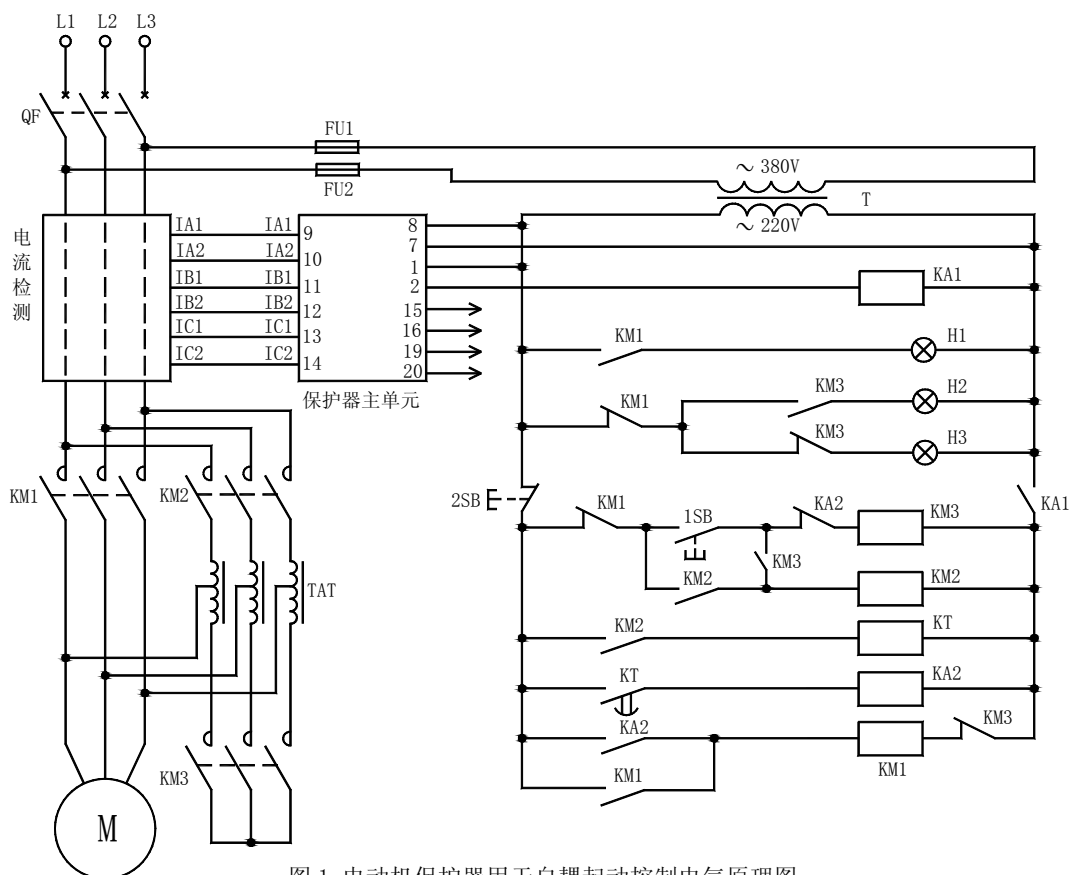 L1 L2 L3
QF
FU1
FU2
～380V
T
～220V
电流检测
IA1 IA1 9
IA2 IA2 10
IB1 IB1 11
IB2 IB2 12
IC1 IC1 13
IC2 IC2 14
8
7
1
2
15
16
19
20
保护器主单元
KA1
KM1 H1
KM3 H2
KM1
KM3 H3
KM1
KM2
2SB
KM1 1SB KA2 KM3
KA1
KM3
KM2 KM2
TAT
KM2 KT
KT KA2
KA2 KM3
KM1
KM1
KM3
M
图 1 电动机保护器用于自耦起动控制电气原理图